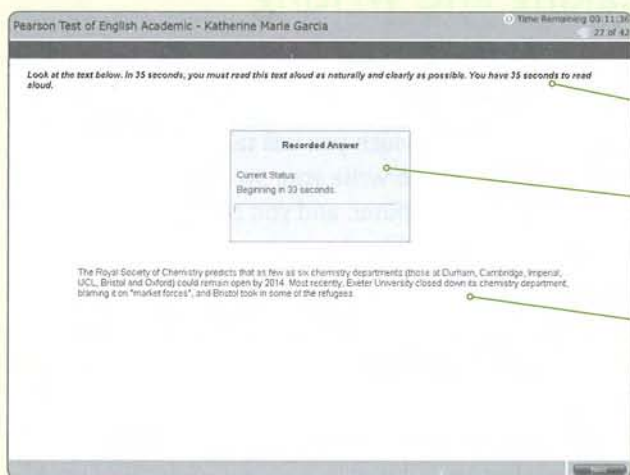 Pearson Test of English Academic - Katherine Marie Garcia
Time Remaining 00:11:36
27 of 42
Look at the text below. In 35 seconds, you must read this text aloud as naturally and clearly as possible. You have 35 seconds to read
aloud.
Recorded Answer
Current Status:
Beginning in 33 seconds.
The Royal Society of Chemistry predicts that as few as six chemistry departments (those at Durham, Cambridge, Imperial,
UCL, Bristol and Oxford) could remain open by 2014. Most recently, Exeter University closed down its chemistry department,
blaming it on "market forces", and Bristol took in some of the refugees.